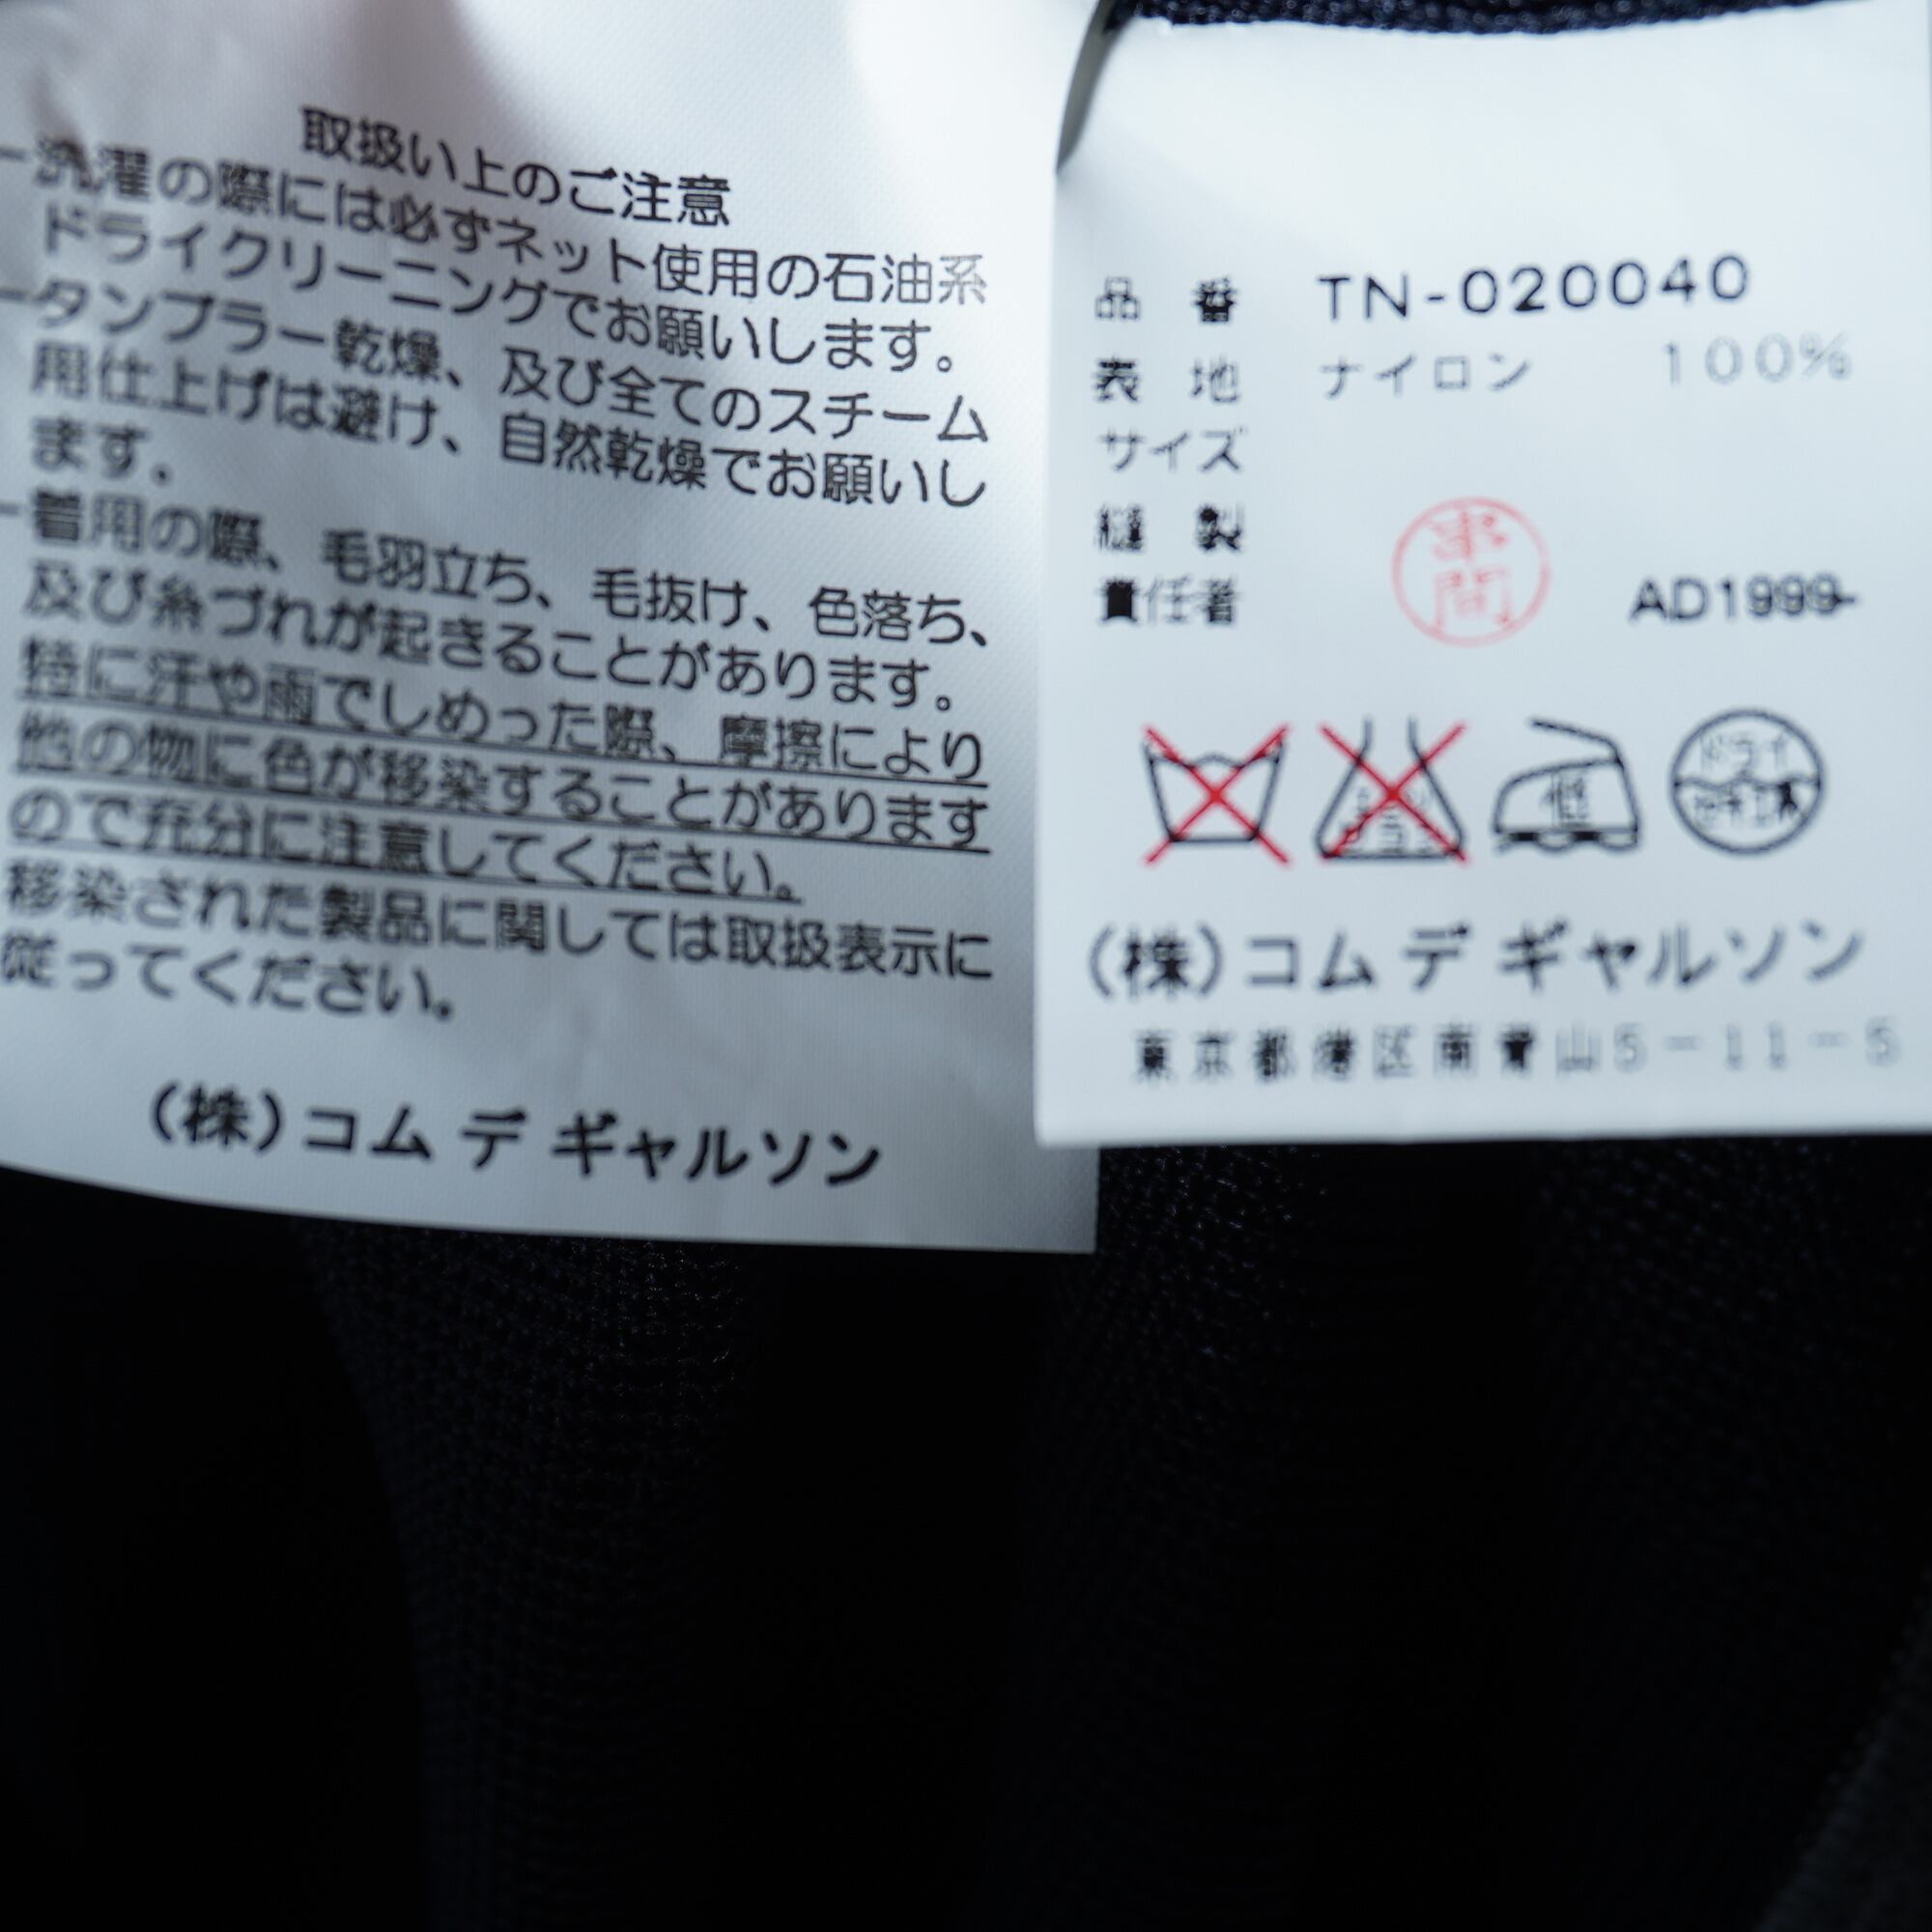 取扱い上のご注意
-洗濯の際には必ずネット使用の石油系
ドライクリーニングでお願いします。
-タンブラー乾燥、及び全てのスチーム
用仕上げは避け、自然乾燥でお願いし
ます。
-着用の際、毛羽立ち、毛抜け、色落ち、
及び糸づれが起きることがあります。
特に汗や雨でしめった際、摩擦により
他の物に色が移染することがあります
ので充分に注意してください。
移染された製品に関しては取扱表示に
従ってください。
(株)コム デ ギャルソン
品 番 TN-020040
表 地 ナイロン 100%
サイズ
縫 製
責任者 AD1999-
低
ドライ
(株)コム デ ギャルソン
東京都港区南青山5-11-5